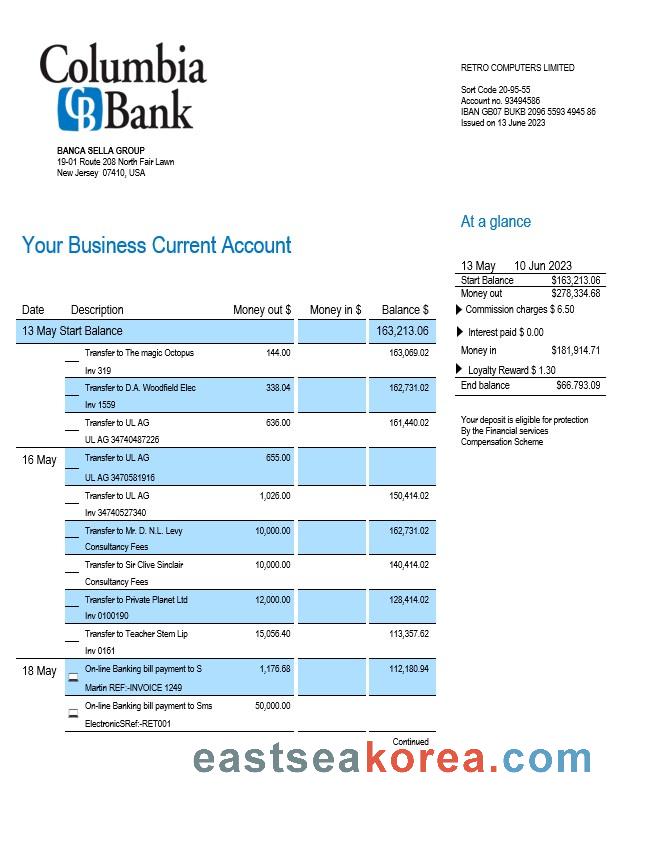 Columbia
CB Bank
BANCA SELLA GROUP
19-01 Route 208 North Fair Lawn
New Jersey 07410, USA
RETRO COMPUTERS LIMITED
Sort Code 20-95-55
Account no. 93494586
IBAN GB07 BUKB 2096 5593 4945 86
Issued on 13 June 2023
At a glance
13 May 10 Jun 2023
Start Balance $163,213.06
Money out $278,334.68
Commission charges $ 6.50
Interest paid $ 0.00
Money in $181,914.71
Loyalty Reward $ 1.30
End balance $66.793.09
Your deposit is eligible for protection
By the Financial services
Compensation Scheme
Your Business Current Account
Date Description Money out $ Money in $ Balance $
13 May Start Balance 163,213.06
Transfer to The magic Octopus 144.00 163,069.02
Inv 319
Transfer to D.A. Woodfield Elec 338.04 162,731.02
Inv 1559
Transfer to UL AG 636.00 161,440.02
UL AG 34740487226
16 May Transfer to UL AG 655.00
UL AG 3470581916
Transfer to UL AG 1,026.00 150,414.02
Inv 34740527340
Transfer to Mr. D. N.L. Levy 10,000.00 162,731.02
Consultancy Fees
Transfer to Sir Clive Sinclair 10,000.00 140,414.02
Consultancy Fees
Transfer to Private Planet Ltd 12,000.00 128,414.02
Inv 0100190
Transfer to Teacher Stem Lip 15,056.40 113,357.62
Inv 0161
18 May On-line Banking bill payment to S 1,176.68 112,180.94
Martin REF:-INVOICE 1249
On-line Banking bill payment to Sms 50,000.00
ElectronicSRef:-RET001
Continued
eastseakorea.com